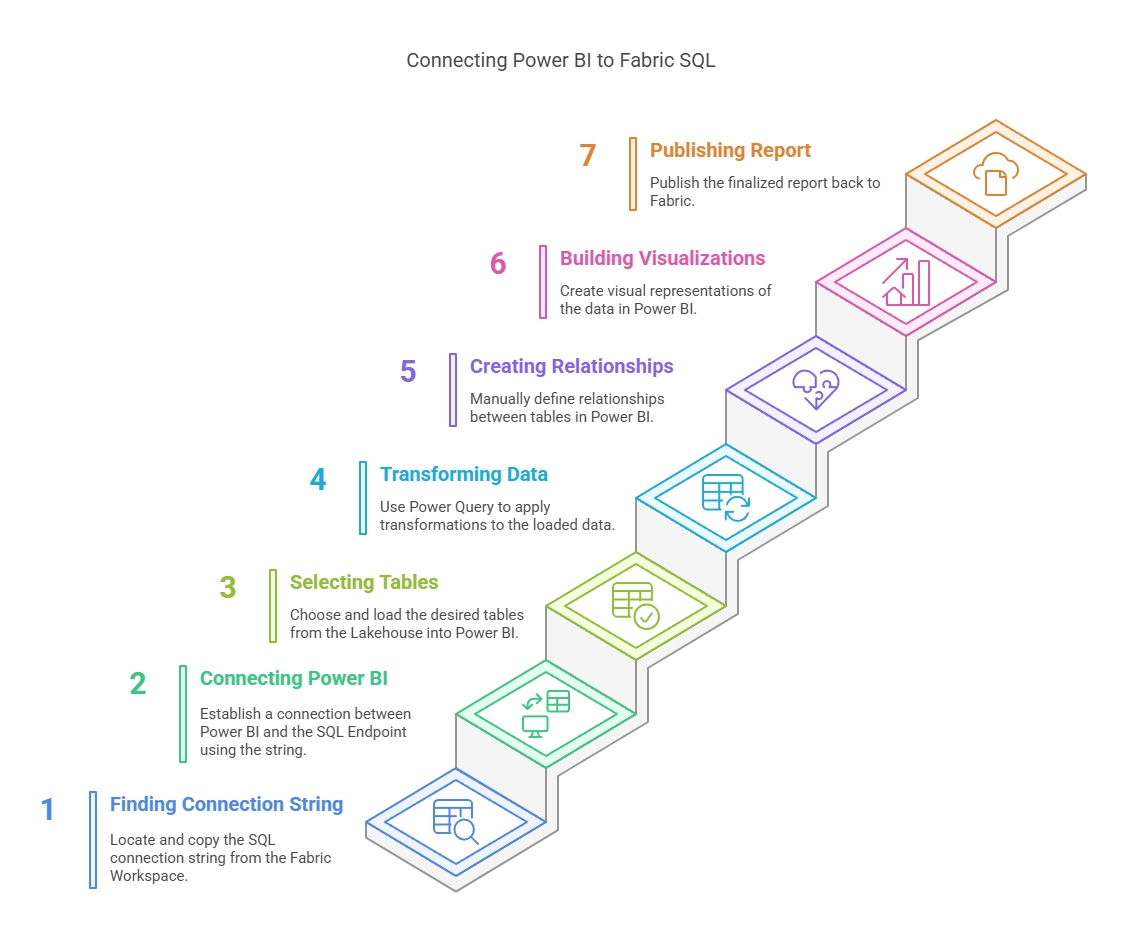 Connecting Power BI to Fabric SQL
7
Publishing Report
Publish the finalized report back to
Fabric.
6
Building Visualizations
Create visual representations of
the data in Power BI.
5
Creating Relationships
Manually define relationships
between tables in Power BI.
4
Transforming Data
Use Power Query to apply
transformations to the loaded data.
3
Selecting Tables
Choose and load the desired tables
from the Lakehouse into Power BI.
2
Connecting Power BI
Establish a connection between
Power BI and the SQL Endpoint
using the string.
1
Finding Connection String
Locate and copy the SQL
connection string from the Fabric
Workspace.